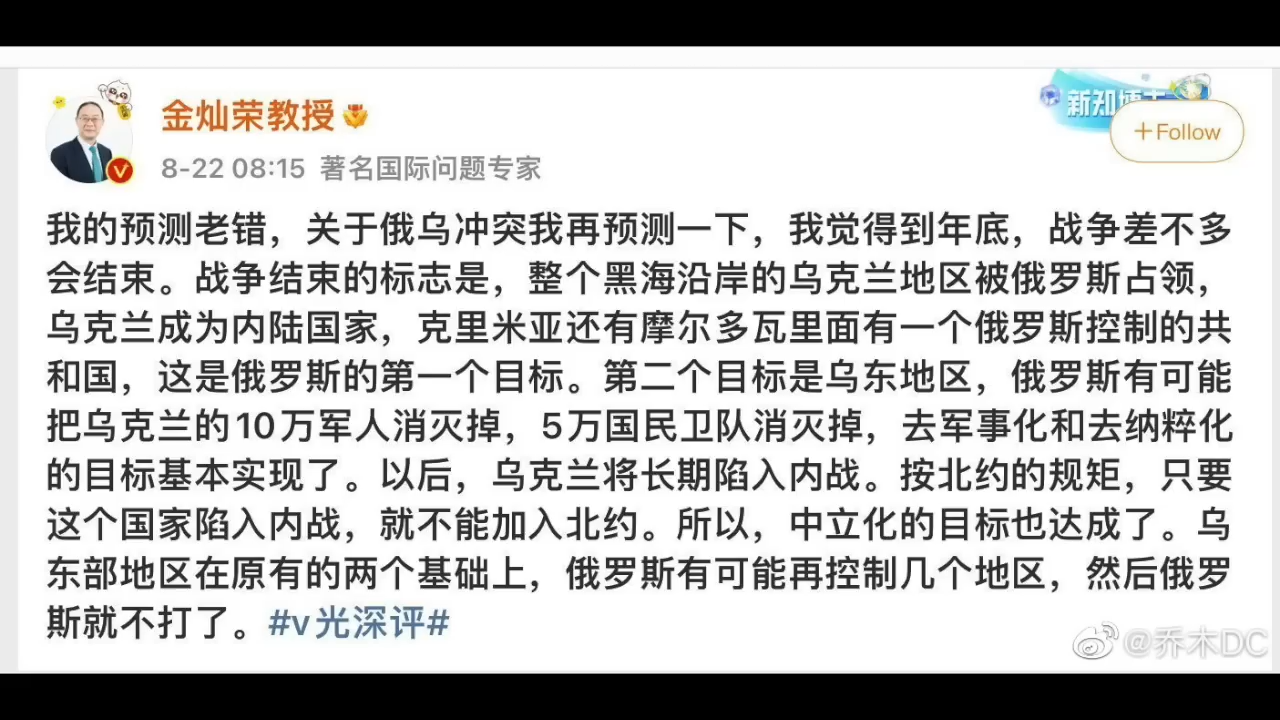 金灿荣教授
新知博主
+Follow
8-22 08:15 著名国际问题专家
我的预测老错，关于俄乌冲突我再预测一下，我觉得到年底，战争差不多
会结束。战争结束的标志是，整个黑海沿岸的乌克兰地区被俄罗斯占领，
乌克兰成为内陆国家，克里米亚还有摩尔多瓦里面有一个俄罗斯控制的共
和国，这是俄罗斯的第一个目标。第二个目标是乌东地区，俄罗斯有可能
把乌克兰的10万军人消灭掉，5万国民卫队消灭掉，去军事化和去纳粹化
的目标基本实现了。以后，乌克兰将长期陷入内战。按北约的规矩，只要
这个国家陷入内战，就不能加入北约。所以，中立化的目标也达成了。乌
东部地区在原有的两个基础上，俄罗斯有可能再控制几个地区，然后俄罗
斯就不打了。#v光深评#
@乔木DC